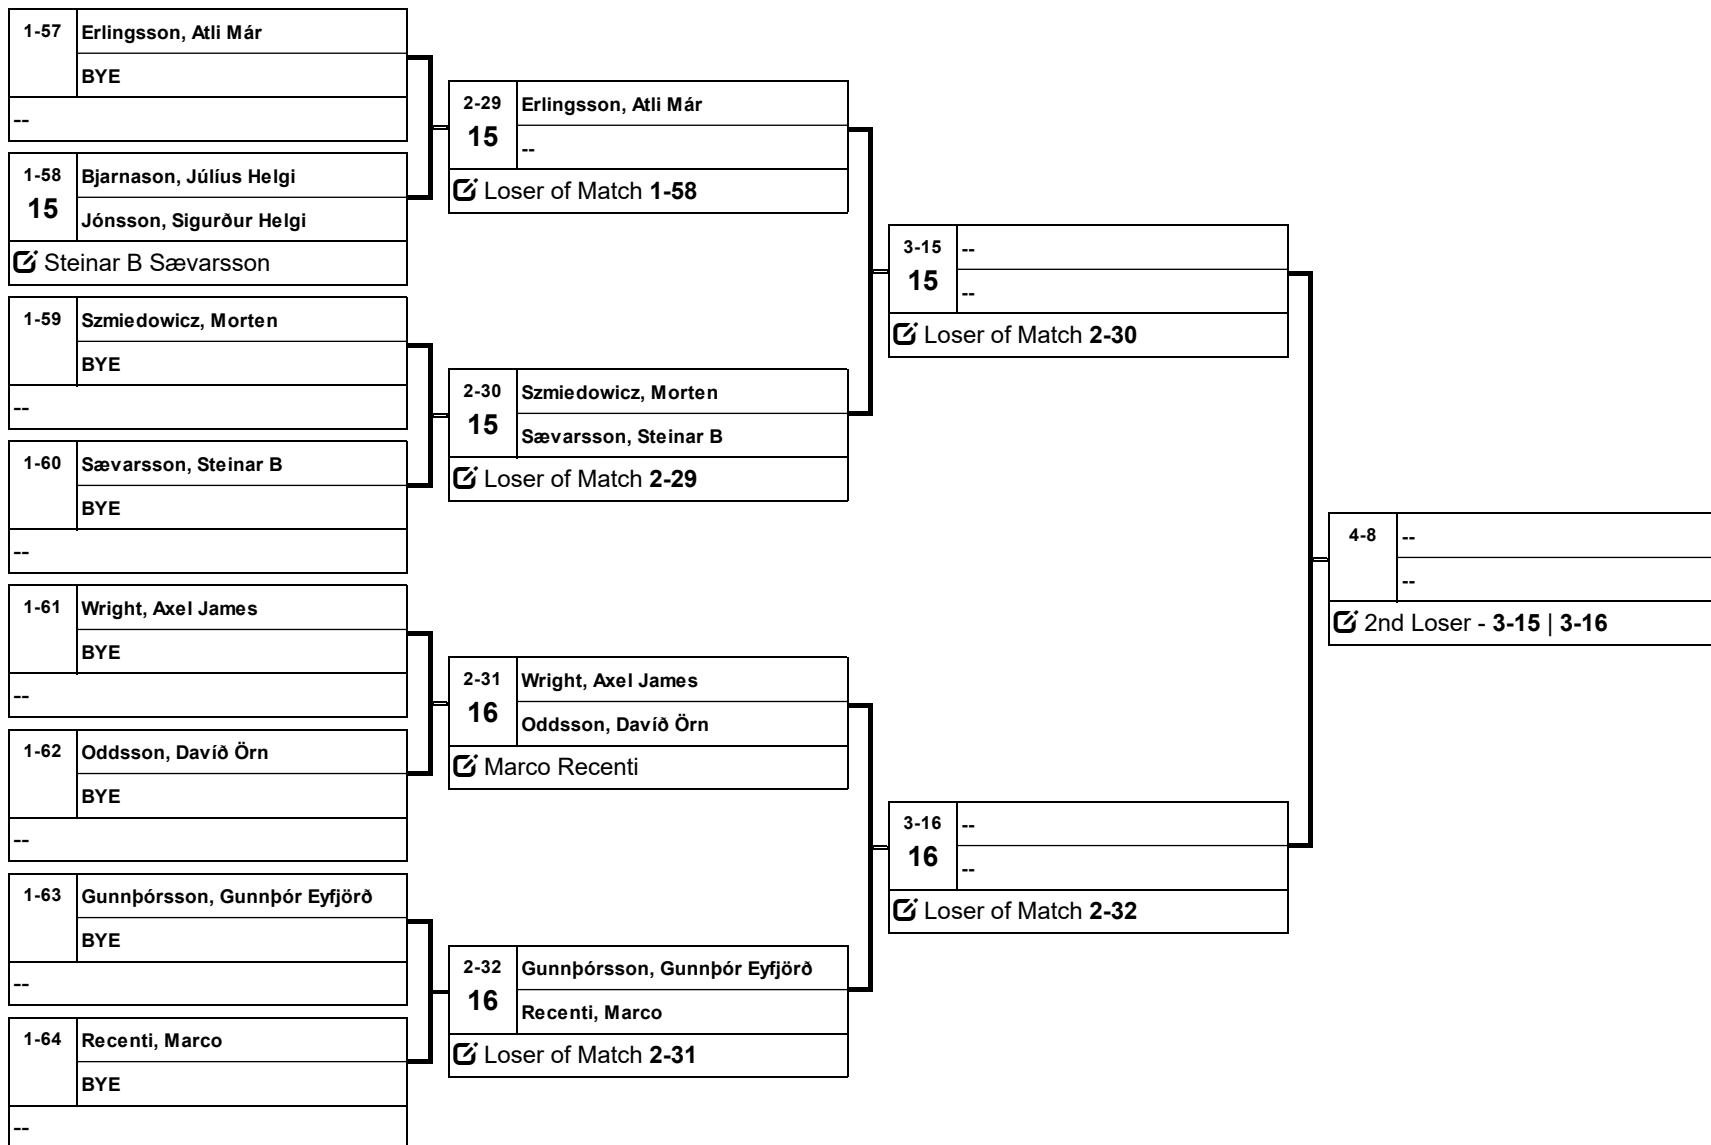 1-57 Erlingsson, Atli Már
BYE
--
1-58 Bjarnason, Júlíus Helgi
15 Jónsson, Sigurður Helgi
Steinar B Sævarsson
1-59 Szmiedowicz, Morten
BYE
--
1-60 Sævarsson, Steinar B
BYE
--
1-61 Wright, Axel James
BYE
--
1-62 Oddsson, Davíð Örn
BYE
--
1-63 Gunnþórsson, Gunnþór Eyfjörð
BYE
--
1-64 Recenti, Marco
BYE
--
2-29 Erlingsson, Atli Már
15 --
Loser of Match 1-58
2-30 Szmiedowicz, Morten
15 Sævarsson, Steinar B
Loser of Match 2-29
2-31 Wright, Axel James
16 Oddsson, Davíð Örn
Marco Recenti
2-32 Gunnþórsson, Gunnþór Eyfjörð
16 Recenti, Marco
Loser of Match 2-31
3-15 --
15 --
Loser of Match 2-30
3-16 --
16 --
Loser of Match 2-32
4-8 --
--
2nd Loser - 3-15 | 3-16